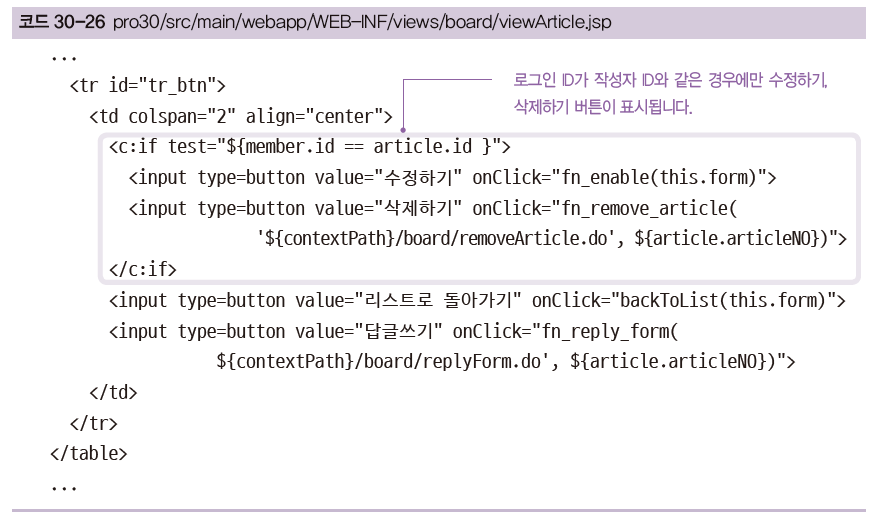 코드 30-26 pro30/src/main/webapp/WEB-INF/views/board/viewArticle.jsp
...
<tr id="tr_btn">
로그인 ID가 작성자 ID와 같은 경우에만 수정하기,
삭제하기 버튼이 표시됩니다.
<td colspan="2" align="center">
<c:if test="${member.id == article.id }">
<input type=button value="수정하기" onClick="fn_enable(this.form)">
<input type=button value="삭제하기" onClick="fn_remove_article(
'${contextPath}/board/removeArticle.do', ${article.articleNO})">
</c:if>
<input type=button value="리스트로 돌아가기" onClick="backToList(this.form)">
<input type=button value="답글쓰기" onClick="fn_reply_form(
${contextPath}/board/replyForm.do', ${article.articleNO})">
</td>
</tr>
</table>
...